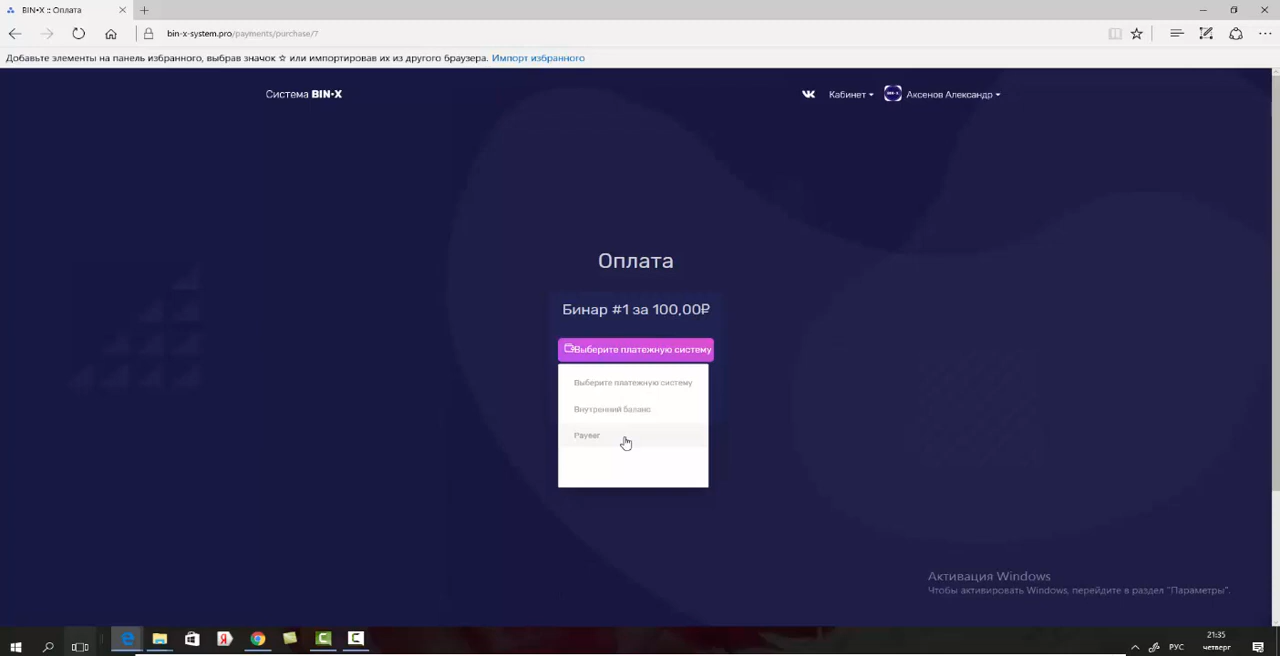 BIN•X :: Оплата
bin-x-system.pro/payments/purchase/7
Добавьте элементы на панель избранного, выбрав значок ☆ или импортировав их из другого браузера. Импорт избранного
Система BIN•X
Кабинет
Аксенов Александр
Оплата
Бинар #1 за 100,00₽
Выберите платежную систему
Выберите платежную систему
Внутренний баланс
Payeer
Активация Windows
Чтобы активировать Windows, перейдите в раздел "Параметры".
21:35
РУС
четверг